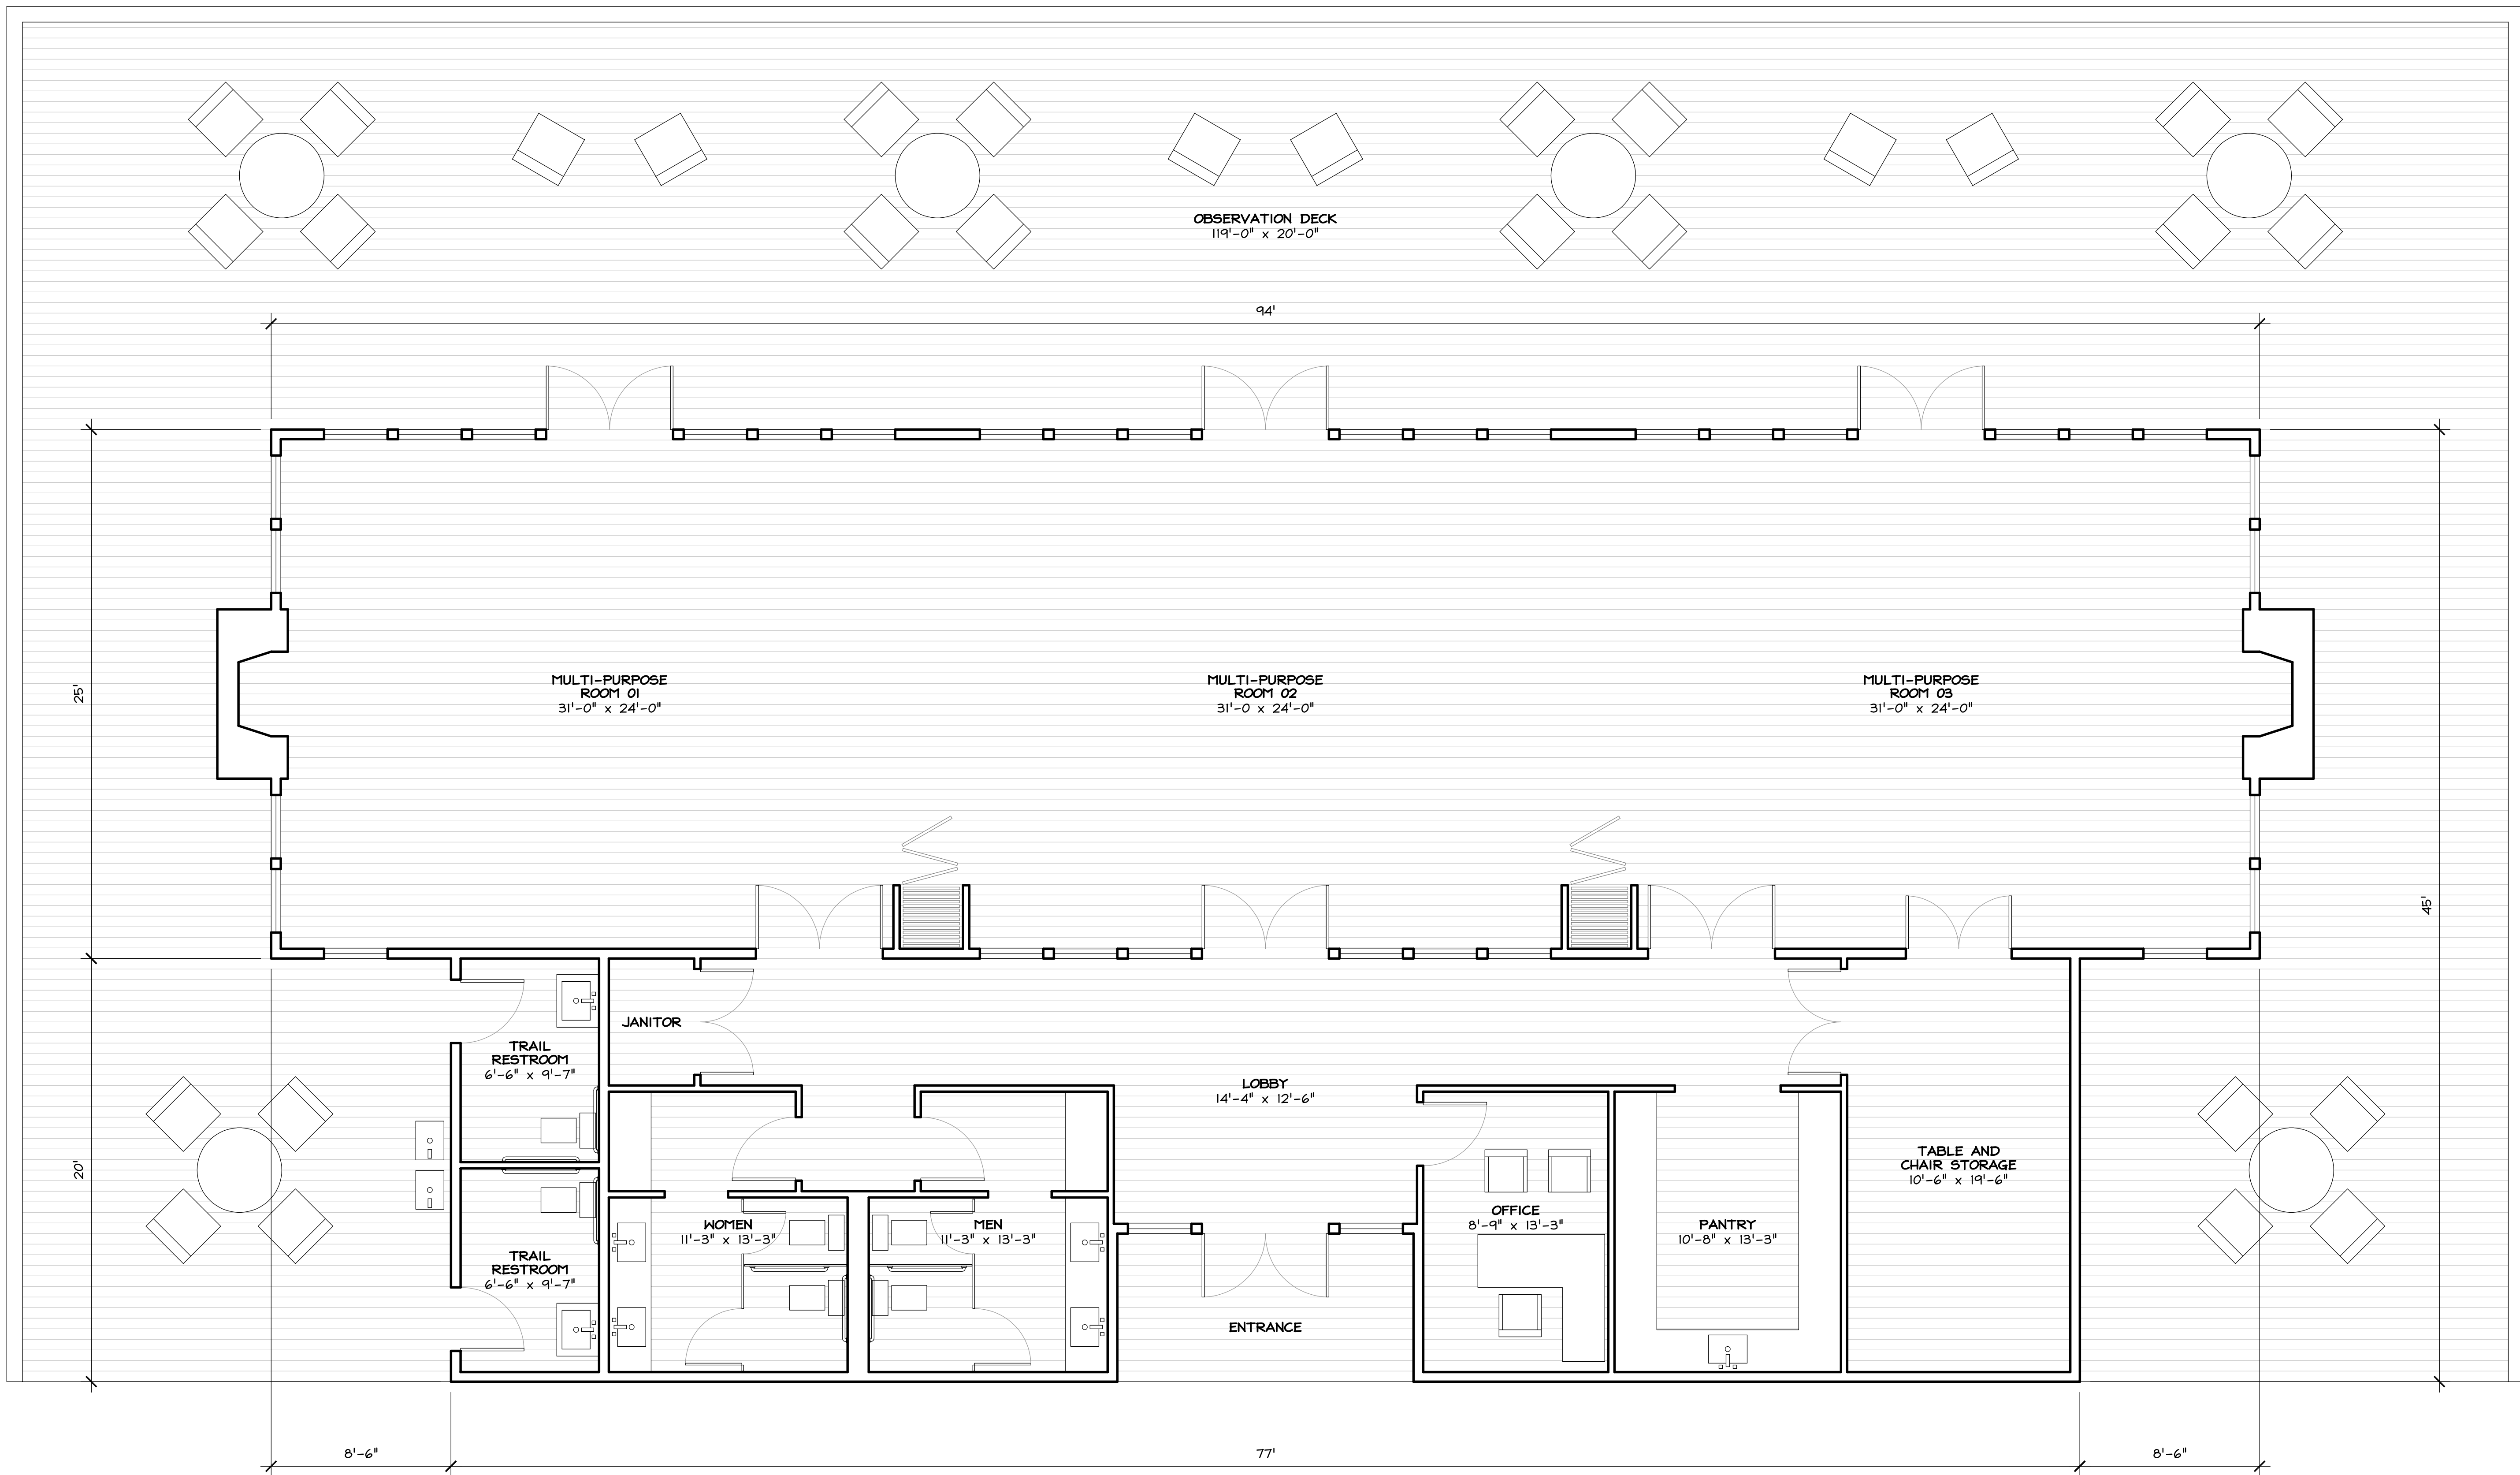 OBSERVATION DECK
119'-0" x 20'-0"
94'
25'
MULTI-PURPOSE
ROOM 01
31'-0" x 24'-0"
MULTI-PURPOSE
ROOM 02
31'-0 x 24'-0"
MULTI-PURPOSE
ROOM 03
31'-0" x 24'-0"
45'
JANITOR
TRAIL
RESTROOM
6'-6" x 9'-7"
LOBBY
14'-4" x 12'-6"
20'
TABLE AND
CHAIR STORAGE
10'-6" x 19'-6"
WOMEN
11'-3" x 13'-3"
MEN
11'-3" x 13'-3"
OFFICE
8'-9" x 13'-3"
PANTRY
10'-8" x 13'-3"
TRAIL
RESTROOM
6'-6" x 9'-7"
ENTRANCE
8'-6"
77'
8'-6"